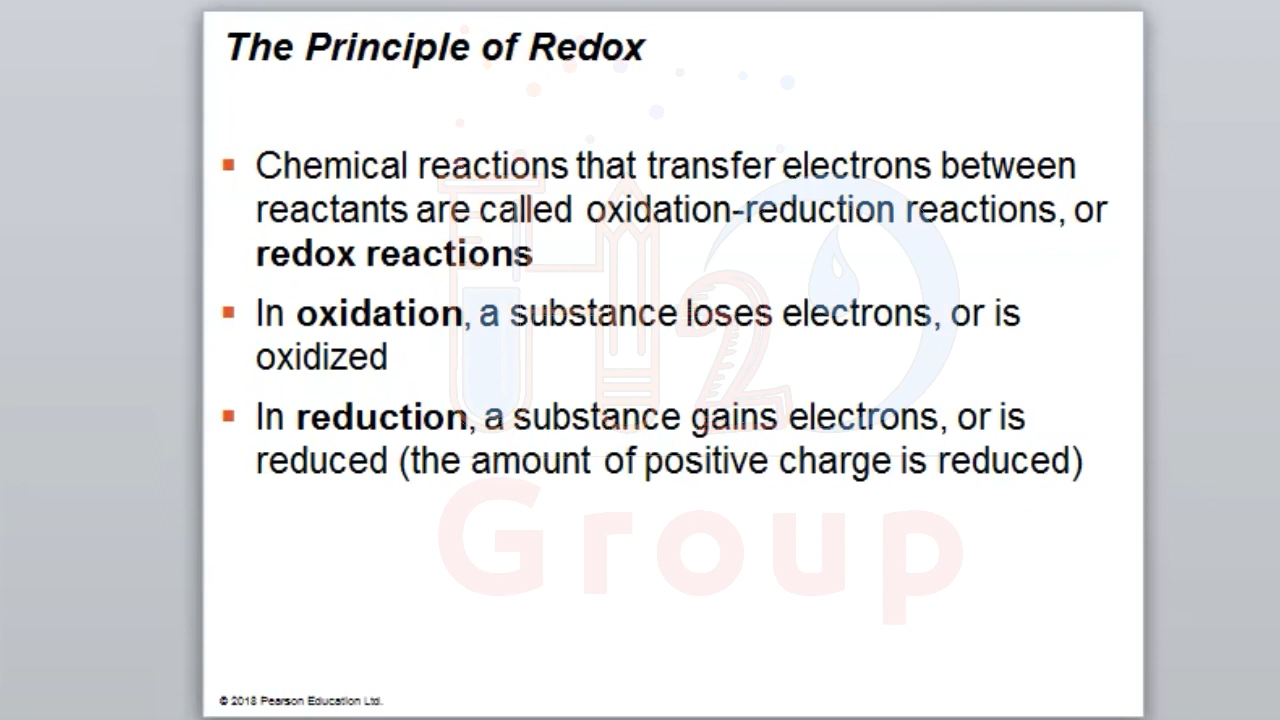 The Principle of Redox
Chemical reactions that transfer electrons between
reactants are called oxidation-reduction reactions, or
redox reactions
In oxidation, a substance loses electrons, or is
oxidized
In reduction, a substance gains electrons, or is
reduced (the amount of positive charge is reduced)
H2O
Group
© 2018 Pearson Education Ltd.